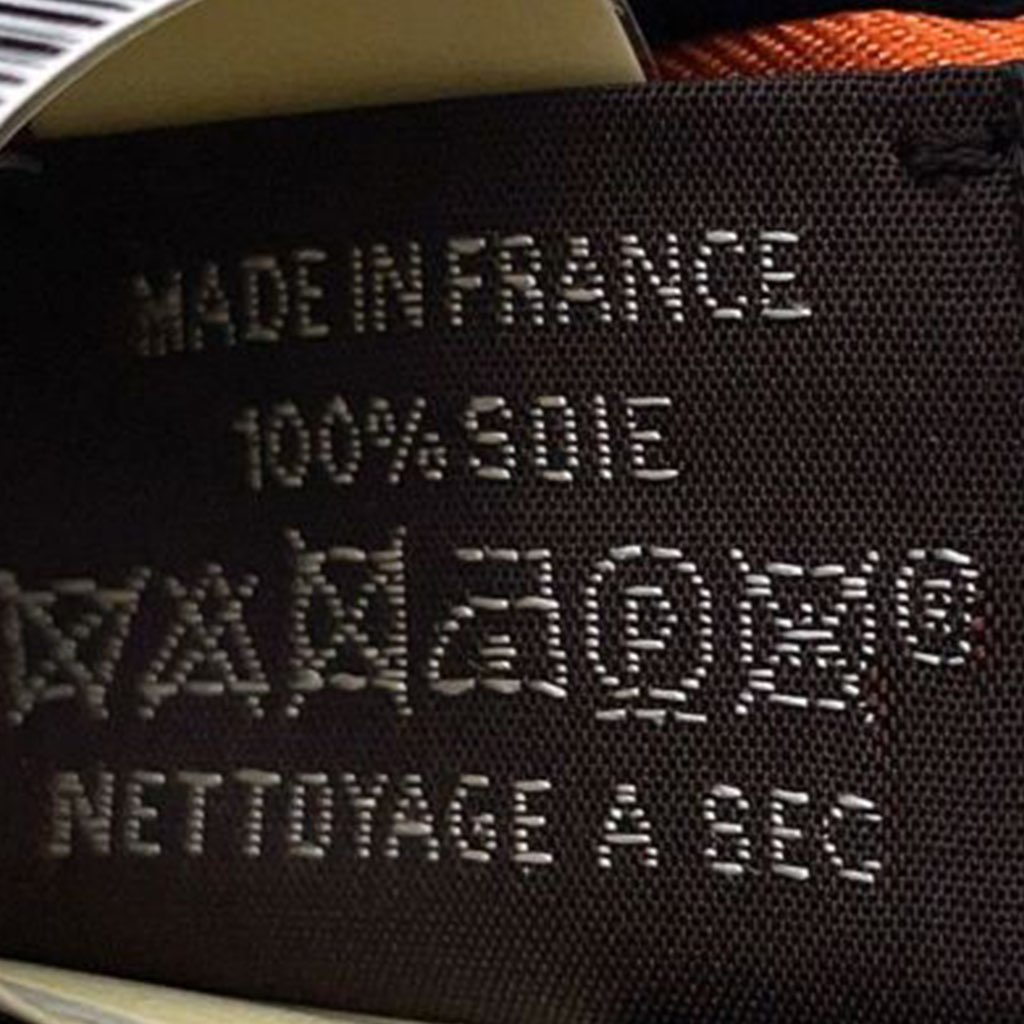 MADE IN FRANCE
100% SOIE
P
NETTOYAGE A SEC